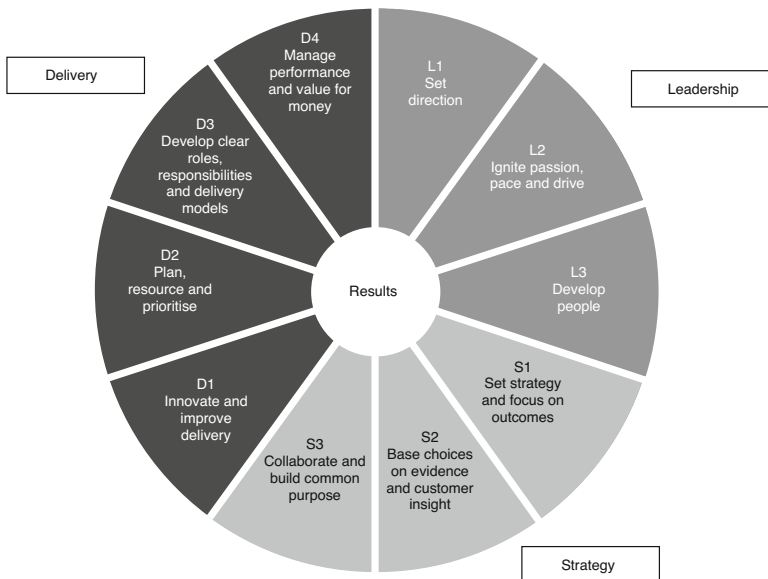 Delivery
D4
Manage
performance
and value for
money
L1
Set
direction
Leadership
D3
Develop clear
roles,
responsibilities
and delivery
models
L2
Ignite passion,
pace and drive
D2
Plan,
resource and
prioritise
Results
L3
Develop
people
D1
Innovate and
improve
delivery
S3
Collaborate and
build common
purpose
S2
Base choices
on evidence
and customer
insight
S1
Set strategy
and focus on
outcomes
Strategy